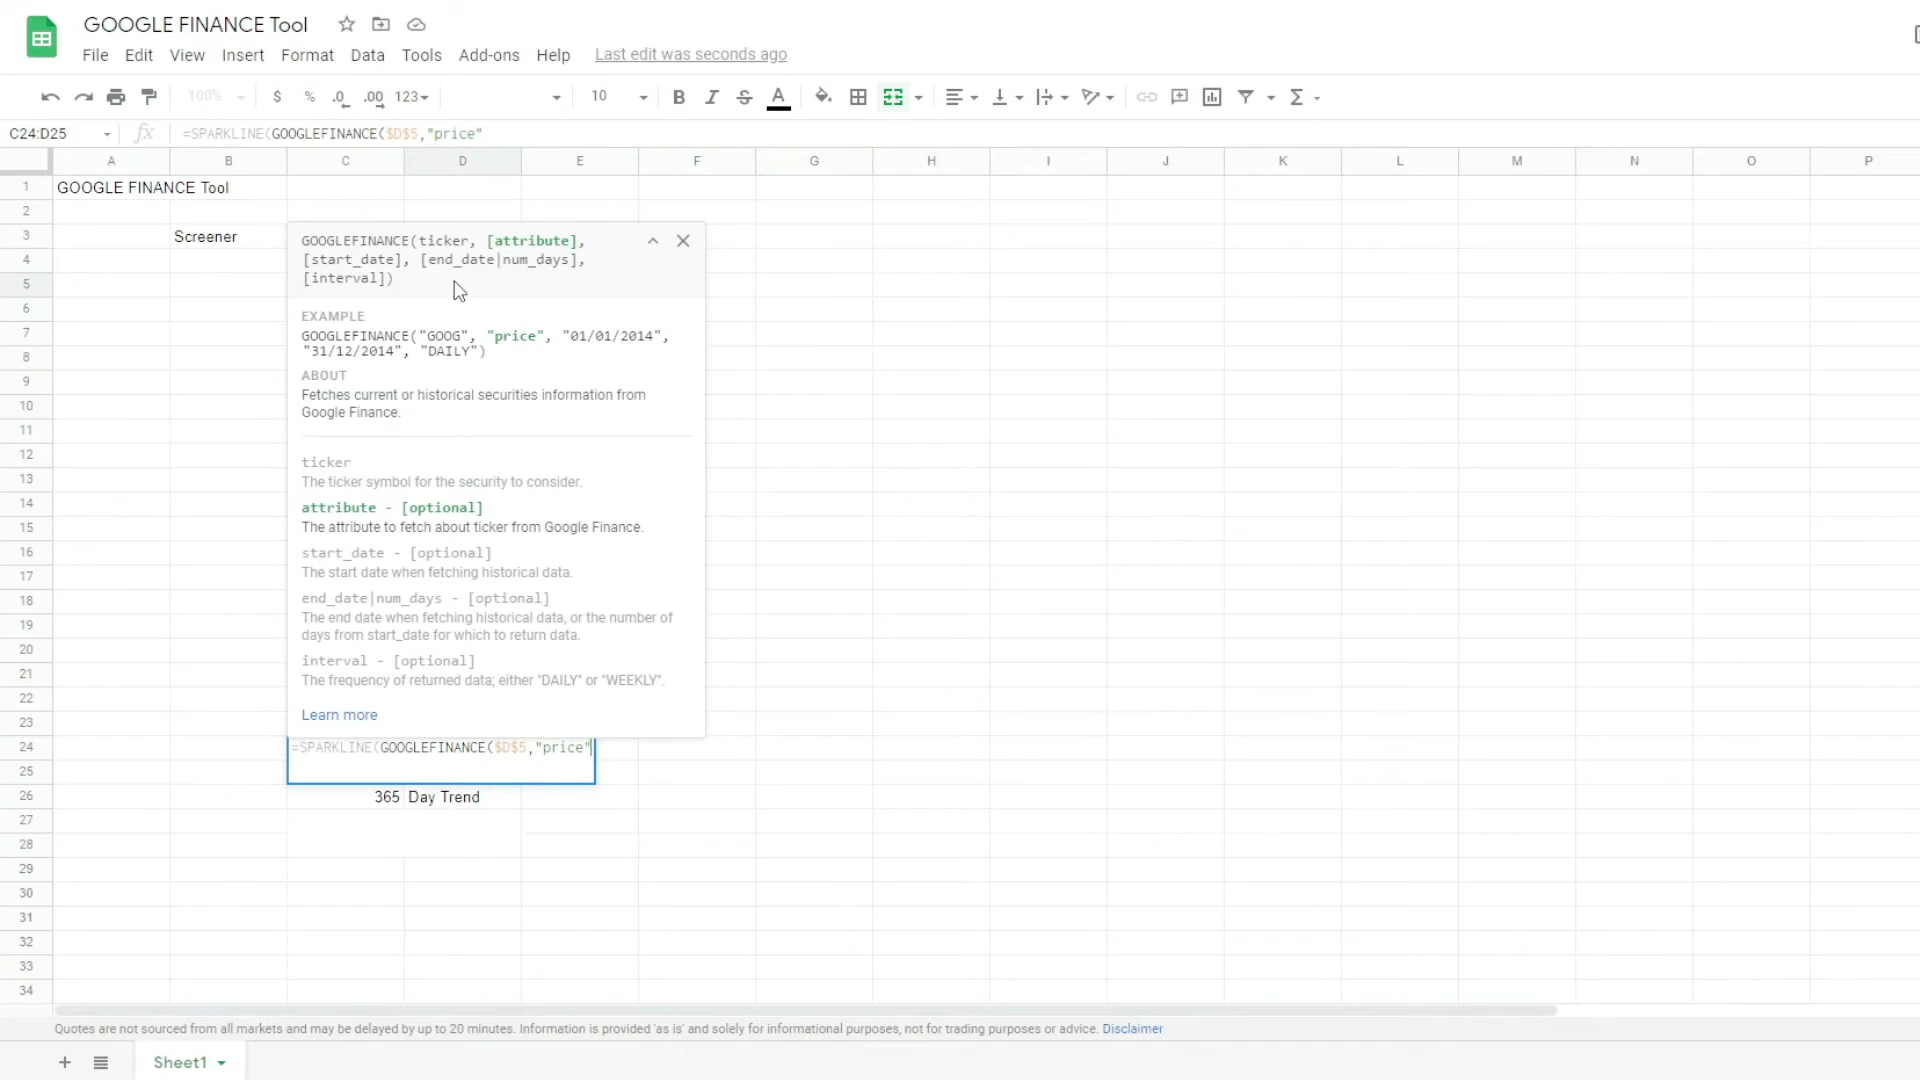 GOOGLE FINANCE Tool
File Edit View Insert Format Data Tools Add-ons Help Last edit was seconds ago
100% $ % .0 .00 123 10 B I S A
C24:D25 fx =SPARKLINE(GOOGLEFINANCE($D$5,"price"
A B C D E F G H I J K L M N O P
1 GOOGLE FINANCE Tool
2
3 Screener
4
5
6
7
8
9
10
11
12
13
14
15
16
17
18
19
20
21
22
23
GOOGLEFINANCE(ticker, [attribute],
[start_date], [end_date|num_days],
[interval])
EXAMPLE
GOOGLEFINANCE("GOOG", "price", "01/01/2014",
"31/12/2014", "DAILY")
ABOUT
Fetches current or historical securities information from
Google Finance.
ticker
The ticker symbol for the security to consider.
attribute - [optional]
The attribute to fetch about ticker from Google Finance.
start_date - [optional]
The start date when fetching historical data.
end_date|num_days - [optional]
The end date when fetching historical data, or the number of
days from start_date for which to return data.
interval - [optional]
The frequency of returned data; either "DAILY" or "WEEKLY".
Learn more
24 =SPARKLINE(GOOGLEFINANCE($D$5,"price"
25
26 365 Day Trend
27
28
29
30
31
32
33
34
Quotes are not sourced from all markets and may be delayed by up to 20 minutes. Information is provided 'as is' and solely for informational purposes, not for trading purposes or advice. Disclaimer
+ Sheet1